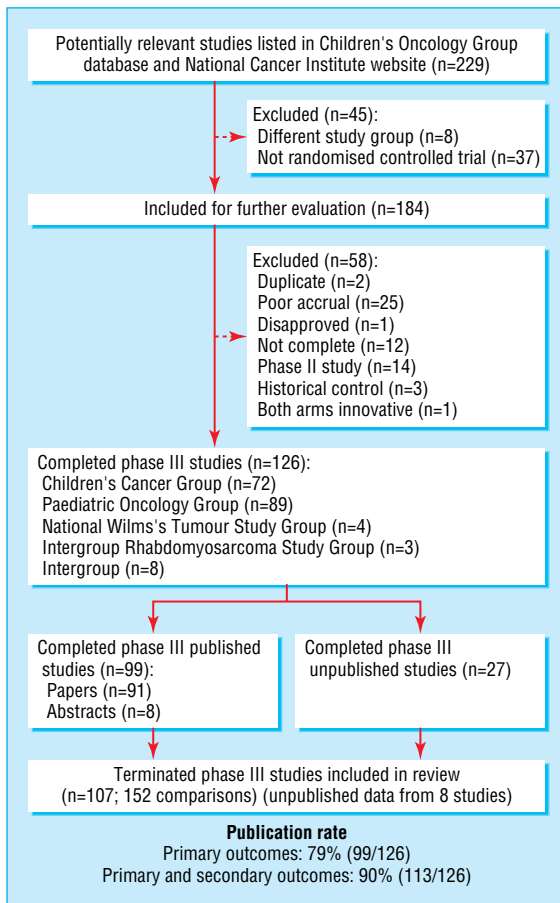 Potentially relevant studies listed in Children's Oncology Group
database and National Cancer Institute website (n=229)
Excluded (n=45):
Different study group (n=8)
Not randomised controlled trial (n=37)
Included for further evaluation (n=184)
Excluded (n=58):
Duplicate (n=2)
Poor accrual (n=25)
Disapproved (n=1)
Not complete (n=12)
Phase II study (n=14)
Historical control (n=3)
Both arms innovative (n=1)
Completed phase III studies (n=126):
Children's Cancer Group (n=72)
Paediatric Oncology Group (n=89)
National Wilms's Tumour Study Group (n=4)
Intergroup Rhabdomyosarcoma Study Group (n=3)
Intergroup (n=8)
Completed phase III published
studies (n=99):
Papers (n=91)
Abstracts (n=8)
Completed phase III
unpublished studies (n=27)
Terminated phase III studies included in review
(n=107; 152 comparisons) (unpublished data from 8 studies)
Publication rate
Primary outcomes: 79% (99/126)
Primary and secondary outcomes: 90% (113/126)